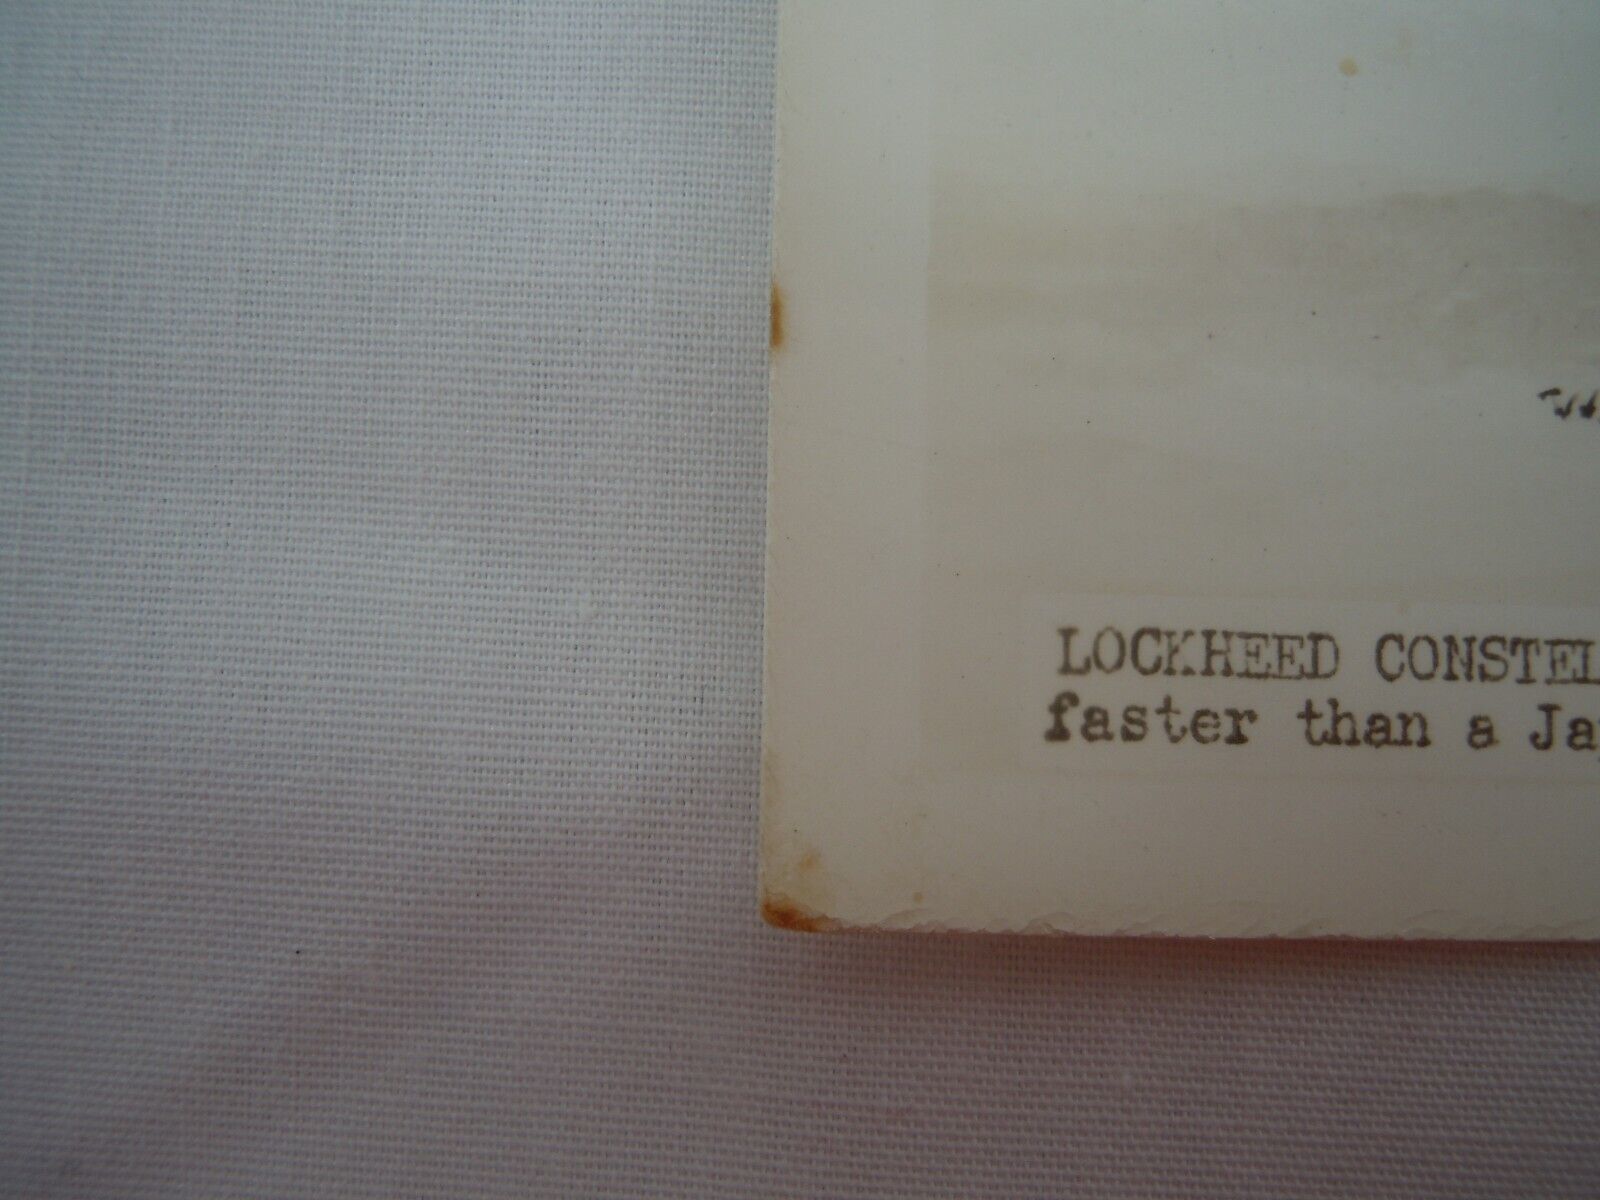 LOCKHEED CONSTEL
faster than a Ja